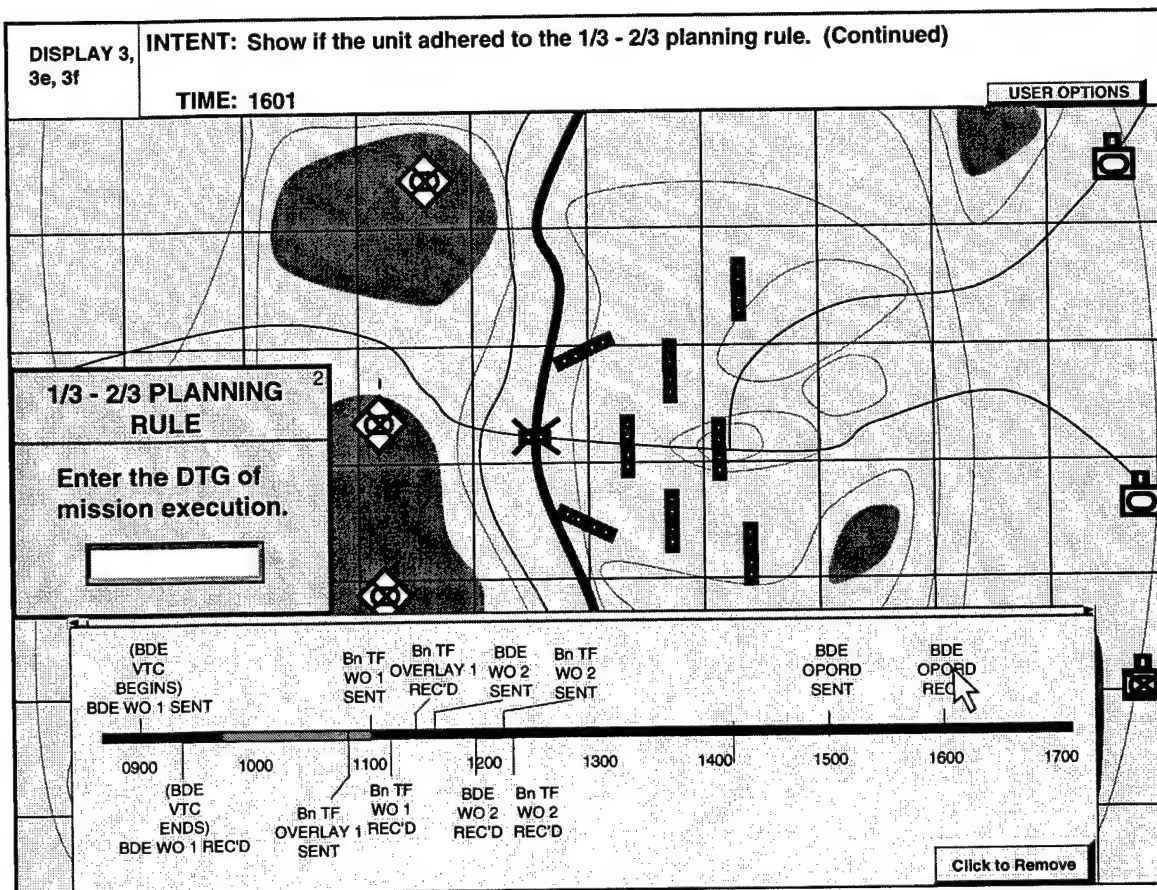 DISPLAY 3,
3e, 3f
INTENT: Show if the unit adhered to the 1/3 - 2/3 planning rule. (Continued)
TIME: 1601
USER OPTIONS
1/3 - 2/3 PLANNING 2
RULE
Enter the DTG of
mission execution.
(BDE
VTC
BEGINS)
BDE WO 1 SENT
Bn TF
WO 1
SENT
Bn TF
OVERLAY 1
REC'D
BDE
WO 2
SENT
Bn TF
WO 2
SENT
BDE
OPORD
SENT
BDE
OPORD
REC
0900 1000 1100 1200 1300 1400 1500 1600 1700
(BDE
VTC
ENDS)
BDE WO 1 REC'D
Bn TF
OVERLAY 1
SENT
Bn TF
WO 1
REC'D
BDE
WO 2
REC'D
Bn TF
WO 2
REC'D
Click to Remove